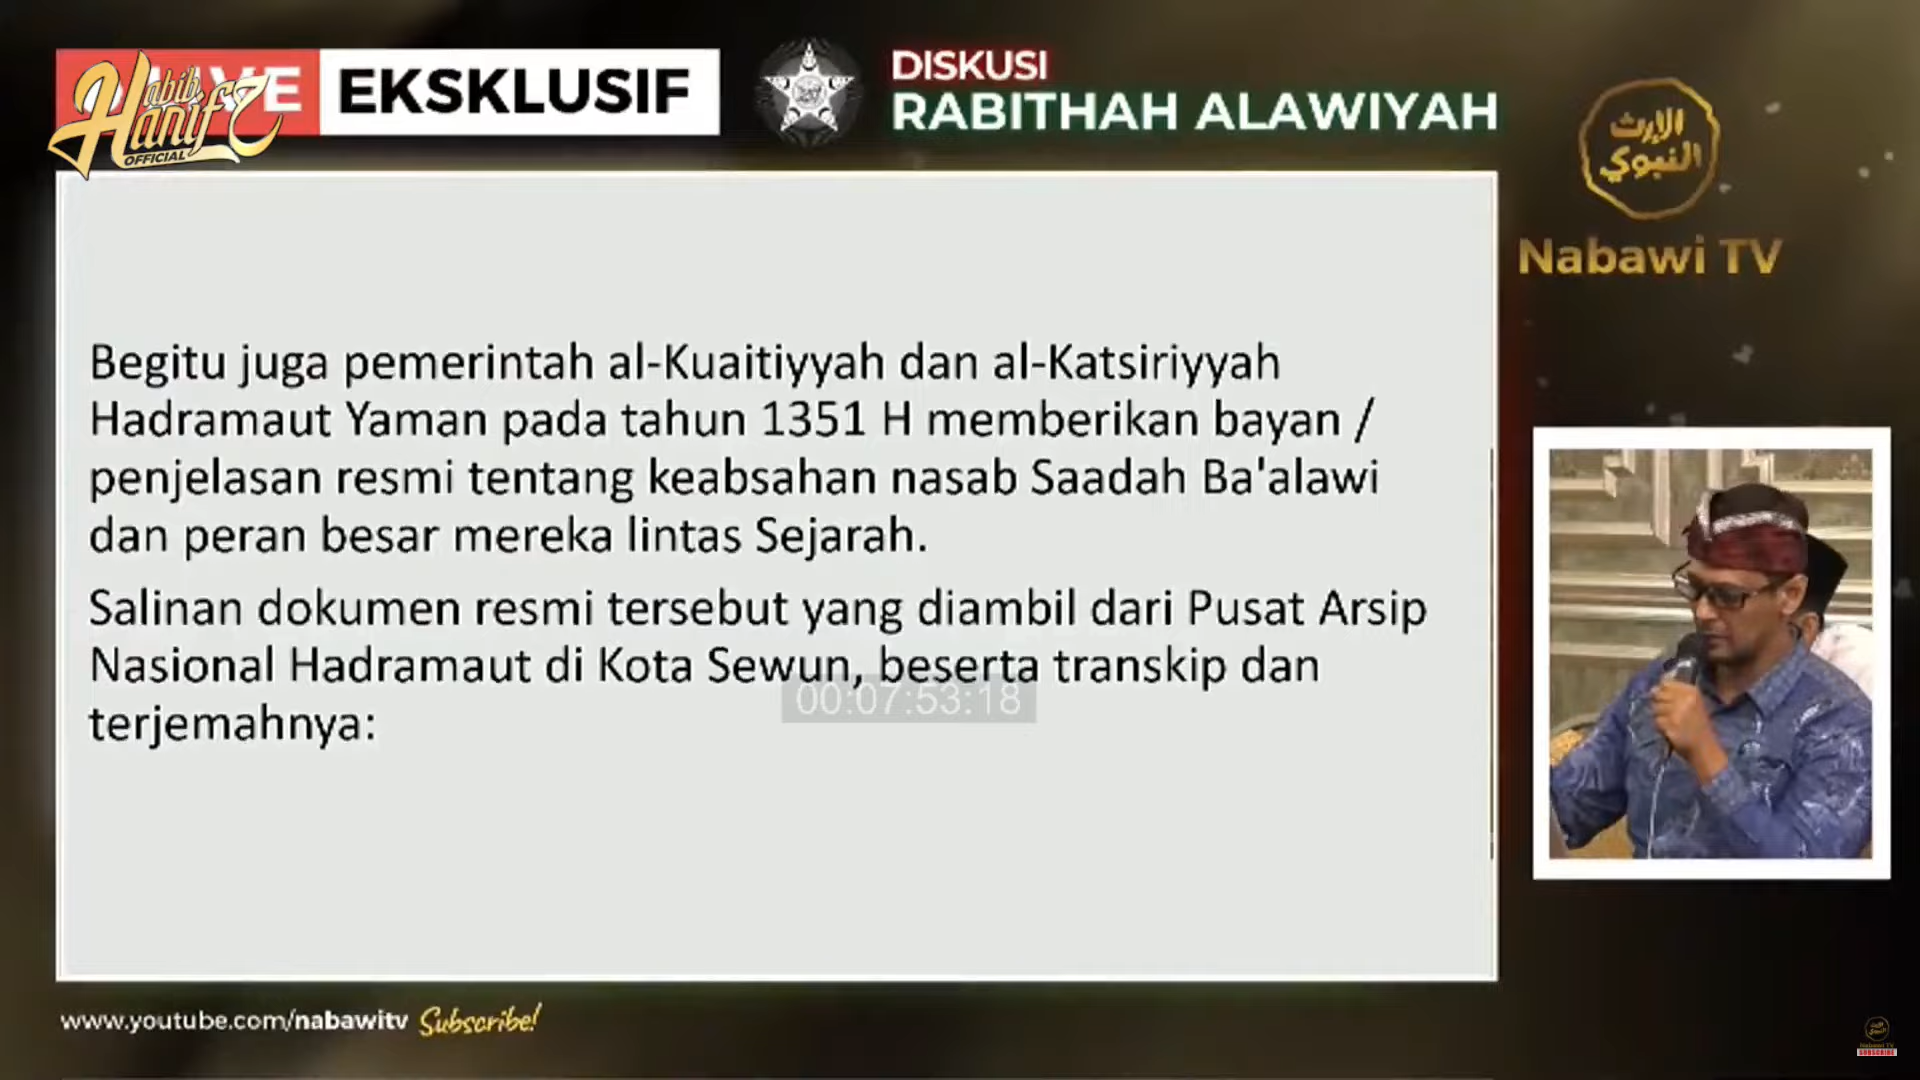 Habib
Hanif
OFFICIAL
EKSKLUSIF
DISKUSI
RABITHAH ALAWIYAH
الإرث
النبوي
Nabawi TV
Begitu juga pemerintah al-Kuaitiyyah dan al-Katsiriyyah
Hadramaut Yaman pada tahun 1351 H memberikan bayan /
penjelasan resmi tentang keabsahan nasab Saadah Ba'alawi
dan peran besar mereka lintas Sejarah.
Salinan dokumen resmi tersebut yang diambil dari Pusat Arsip
Nasional Hadramaut di Kota Sewun, beserta transkip dan
terjemahnya:
00:07:53:18
www.youtube.com/nabawitv Subscribe!
Nabawi TV
SUBSCRIBE